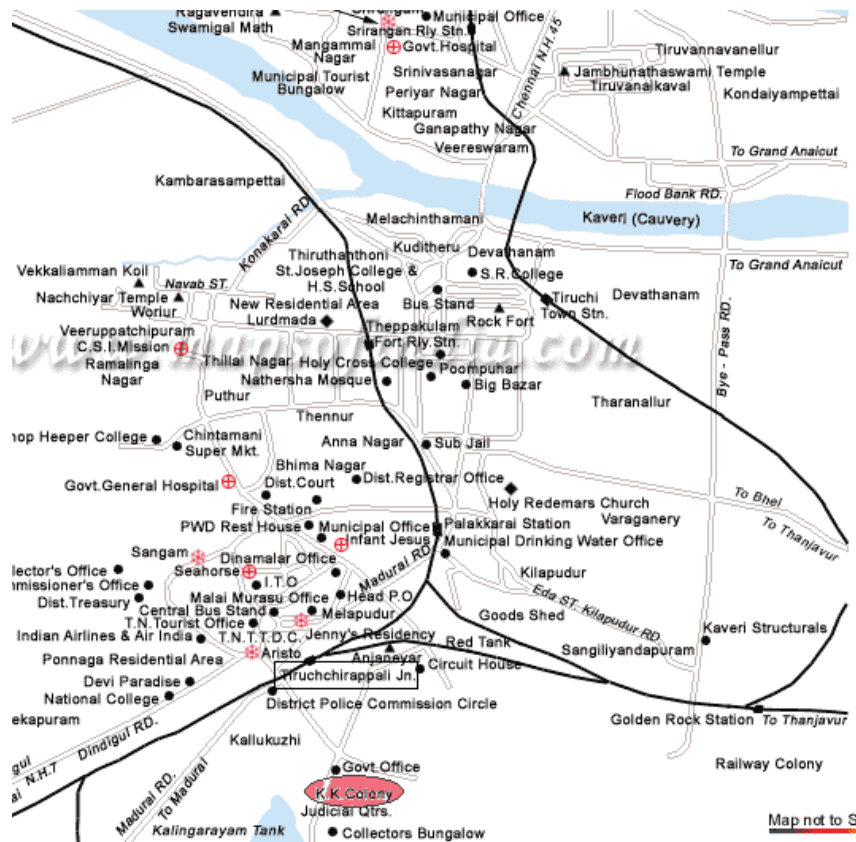 Ragavendira
Swamigal Math
Srirangam
Municipal Office
Srirangan Rly Stn.
Mangammal
Nagar
Govt.Hospital
Municipal Tourist
Bungalow
Srinivasanagar
Periyar Nagar
Kittapuram
Ganapathy Nagar
Veereswaram
Chennai N.H.45
Tiruvannavanellur
Jambhunathaswami Temple
Tiruvanaikaval
Kondaiyampettai
To Grand Anaicut
Flood Bank RD.
Kambarasampettai
Melachinthamani
Kaveri (Cauvery)
Konakarai RD.
Kuditheru
Devathanam
To Grand Anaicut
Thiruthanthoni
St.Joseph College &
H.S.School
S.R.College
Vekkaliamman Koil
Navab ST.
Nachchiyar Temple
Woriur
New Residential Area
Bus Stand
Lurdmada
Rock Fort
Tiruchi
Town Stn.
Devathanam
Veeruppatchipuram
C.S.I.Mission
Theppakulam
Fort Rly.Stn.
Bye - Pass RD.
Ramalinga
Nagar
Thillai Nagar
Holy Cross College
Nathersha Mosque
Poompuhar
Big Bazar
Puthur
Thennur
Tharanallur
hop Heeper College
Chintamani
Super Mkt.
Anna Nagar
Sub Jail
Bhima Nagar
Govt.General Hospital
Dist.Court
Dist.Registrar Office
Fire Station
Holy Redemars Church
To Bhel
PWD Rest House
Municipal Office
Palakkarai Station
Varaganery
To Thanjavur
Infant Jesus
Municipal Drinking Water Office
Sangam
Dinamalar Office
Madurai RD.
Seahorse
I.T.O
Kilapudur
llector's Office
mmissioner's Office
Dist.Treasury
Malai Murasu Office
Head P.O.
Eda ST. Kilapudur RD.
Central Bus Stand
Melapudur
Goods Shed
T.N.Tourist Office
Indian Airlines & Air India
T.N.T.T.D.C.
Jenny's Residency
Red Tank
Kaveri Structurals
Ponnaga Residential Area
Aristo
Anjaneyar
Circuit House
Sangiliyandapuram
Devi Paradise
Tiruchchirappali Jn.
National College
District Police Commission Circle
ekapuram
Dindigul RD.
Golden Rock Station
To Thanjavur
Kallukuzhi
N.H.7
Govt Office
Railway Colony
Madurai RD.
To Madurai
K.K.Colony
Judicial Qtrs.
Kalingarayam Tank
Collectors Bungalow
Map not to S